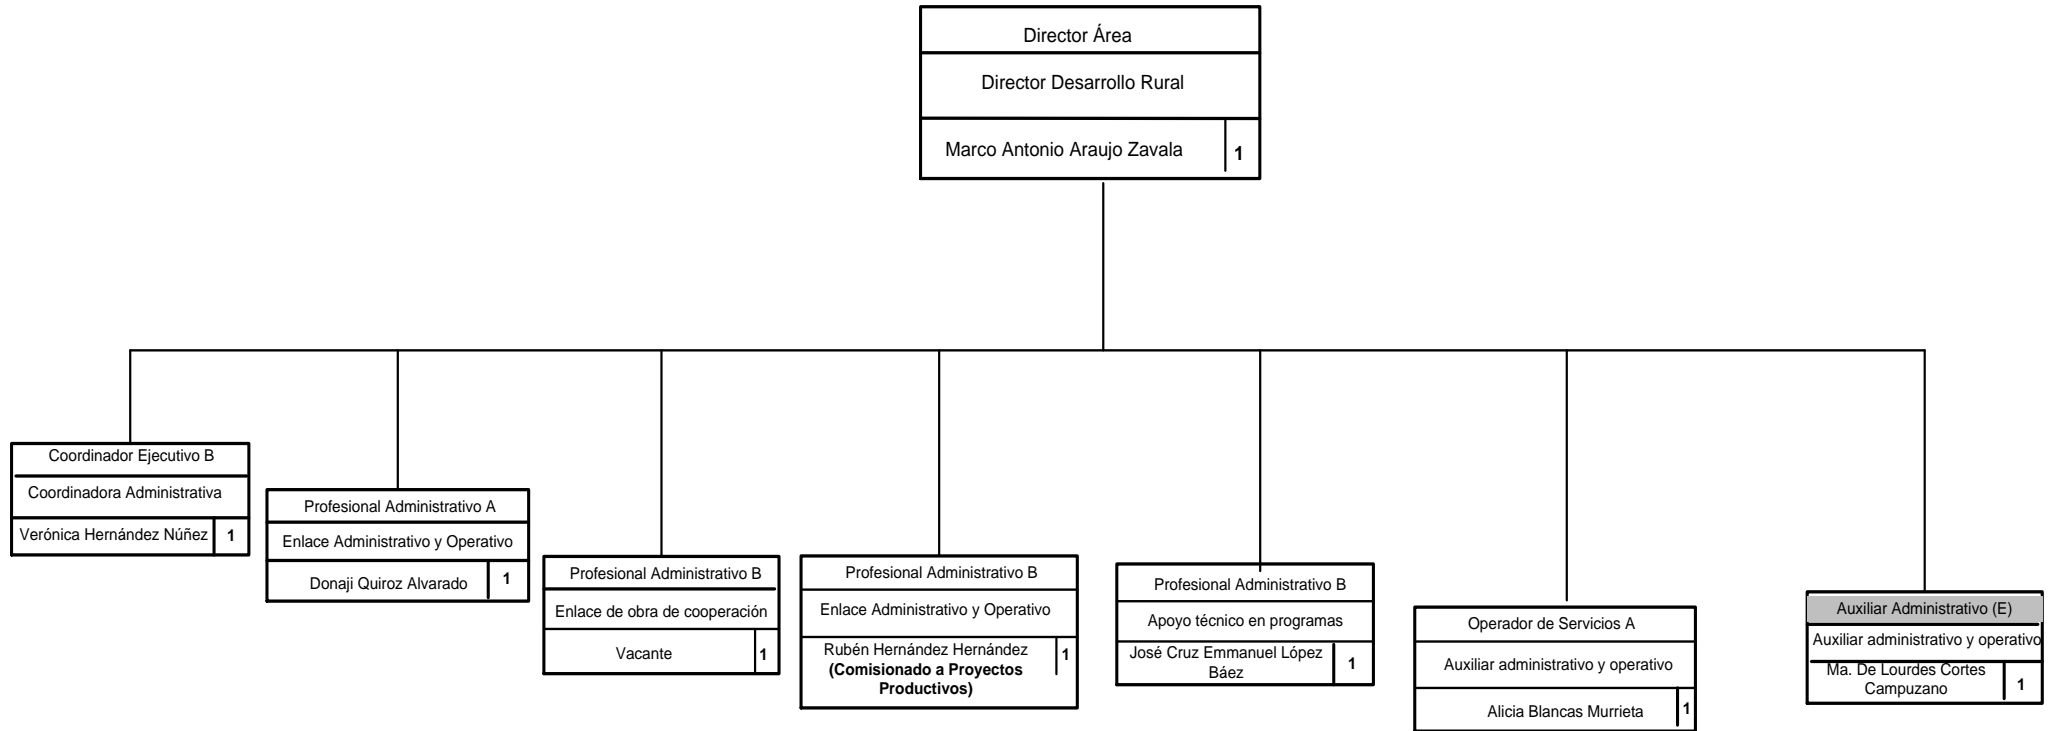 Director Área
Director Desarrollo Rural
Marco Antonio Araujo Zavala 1
Coordinador Ejecutivo B
Coordinadora Administrativa
Verónica Hernández Núñez 1
Profesional Administrativo A
Enlace Administrativo y Operativo
Donaji Quiroz Alvarado 1
Profesional Administrativo B
Enlace de obra de cooperación
Vacante 1
Profesional Administrativo B
Enlace Administrativo y Operativo
Rubén Hernández Hernández 1
(Comisionado a Proyectos
Productivos)
Profesional Administrativo B
Apoyo técnico en programas
José Cruz Emmanuel López
Báez 1
Operador de Servicios A
Auxiliar administrativo y operativo
Alicia Blancas Murrieta 1
Auxiliar Administrativo (E)
Auxiliar administrativo y operativo
Ma. De Lourdes Cortes
Campuzano 1